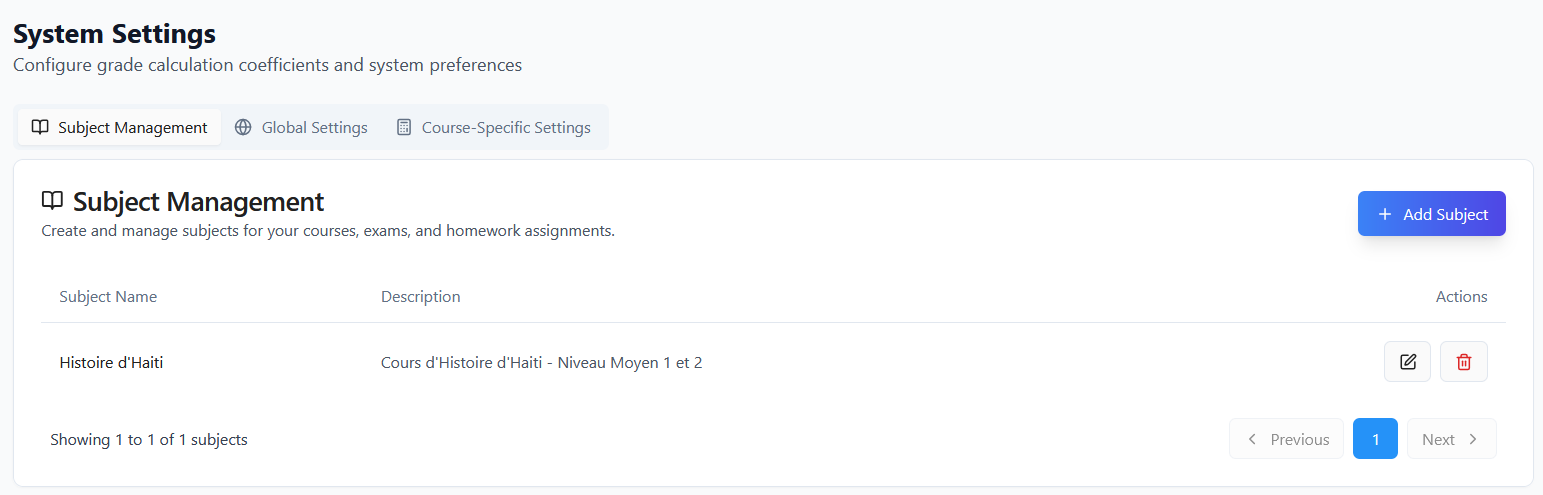 System Settings
Configure grade calculation coefficients and system preferences
Subject Management Global Settings Course-Specific Settings
Subject Management
Create and manage subjects for your courses, exams, and homework assignments.
Add Subject
Subject Name Description Actions
Histoire d'Haiti Cours d'Histoire d'Haiti - Niveau Moyen 1 et 2
Showing 1 to 1 of 1 subjects Previous 1 Next